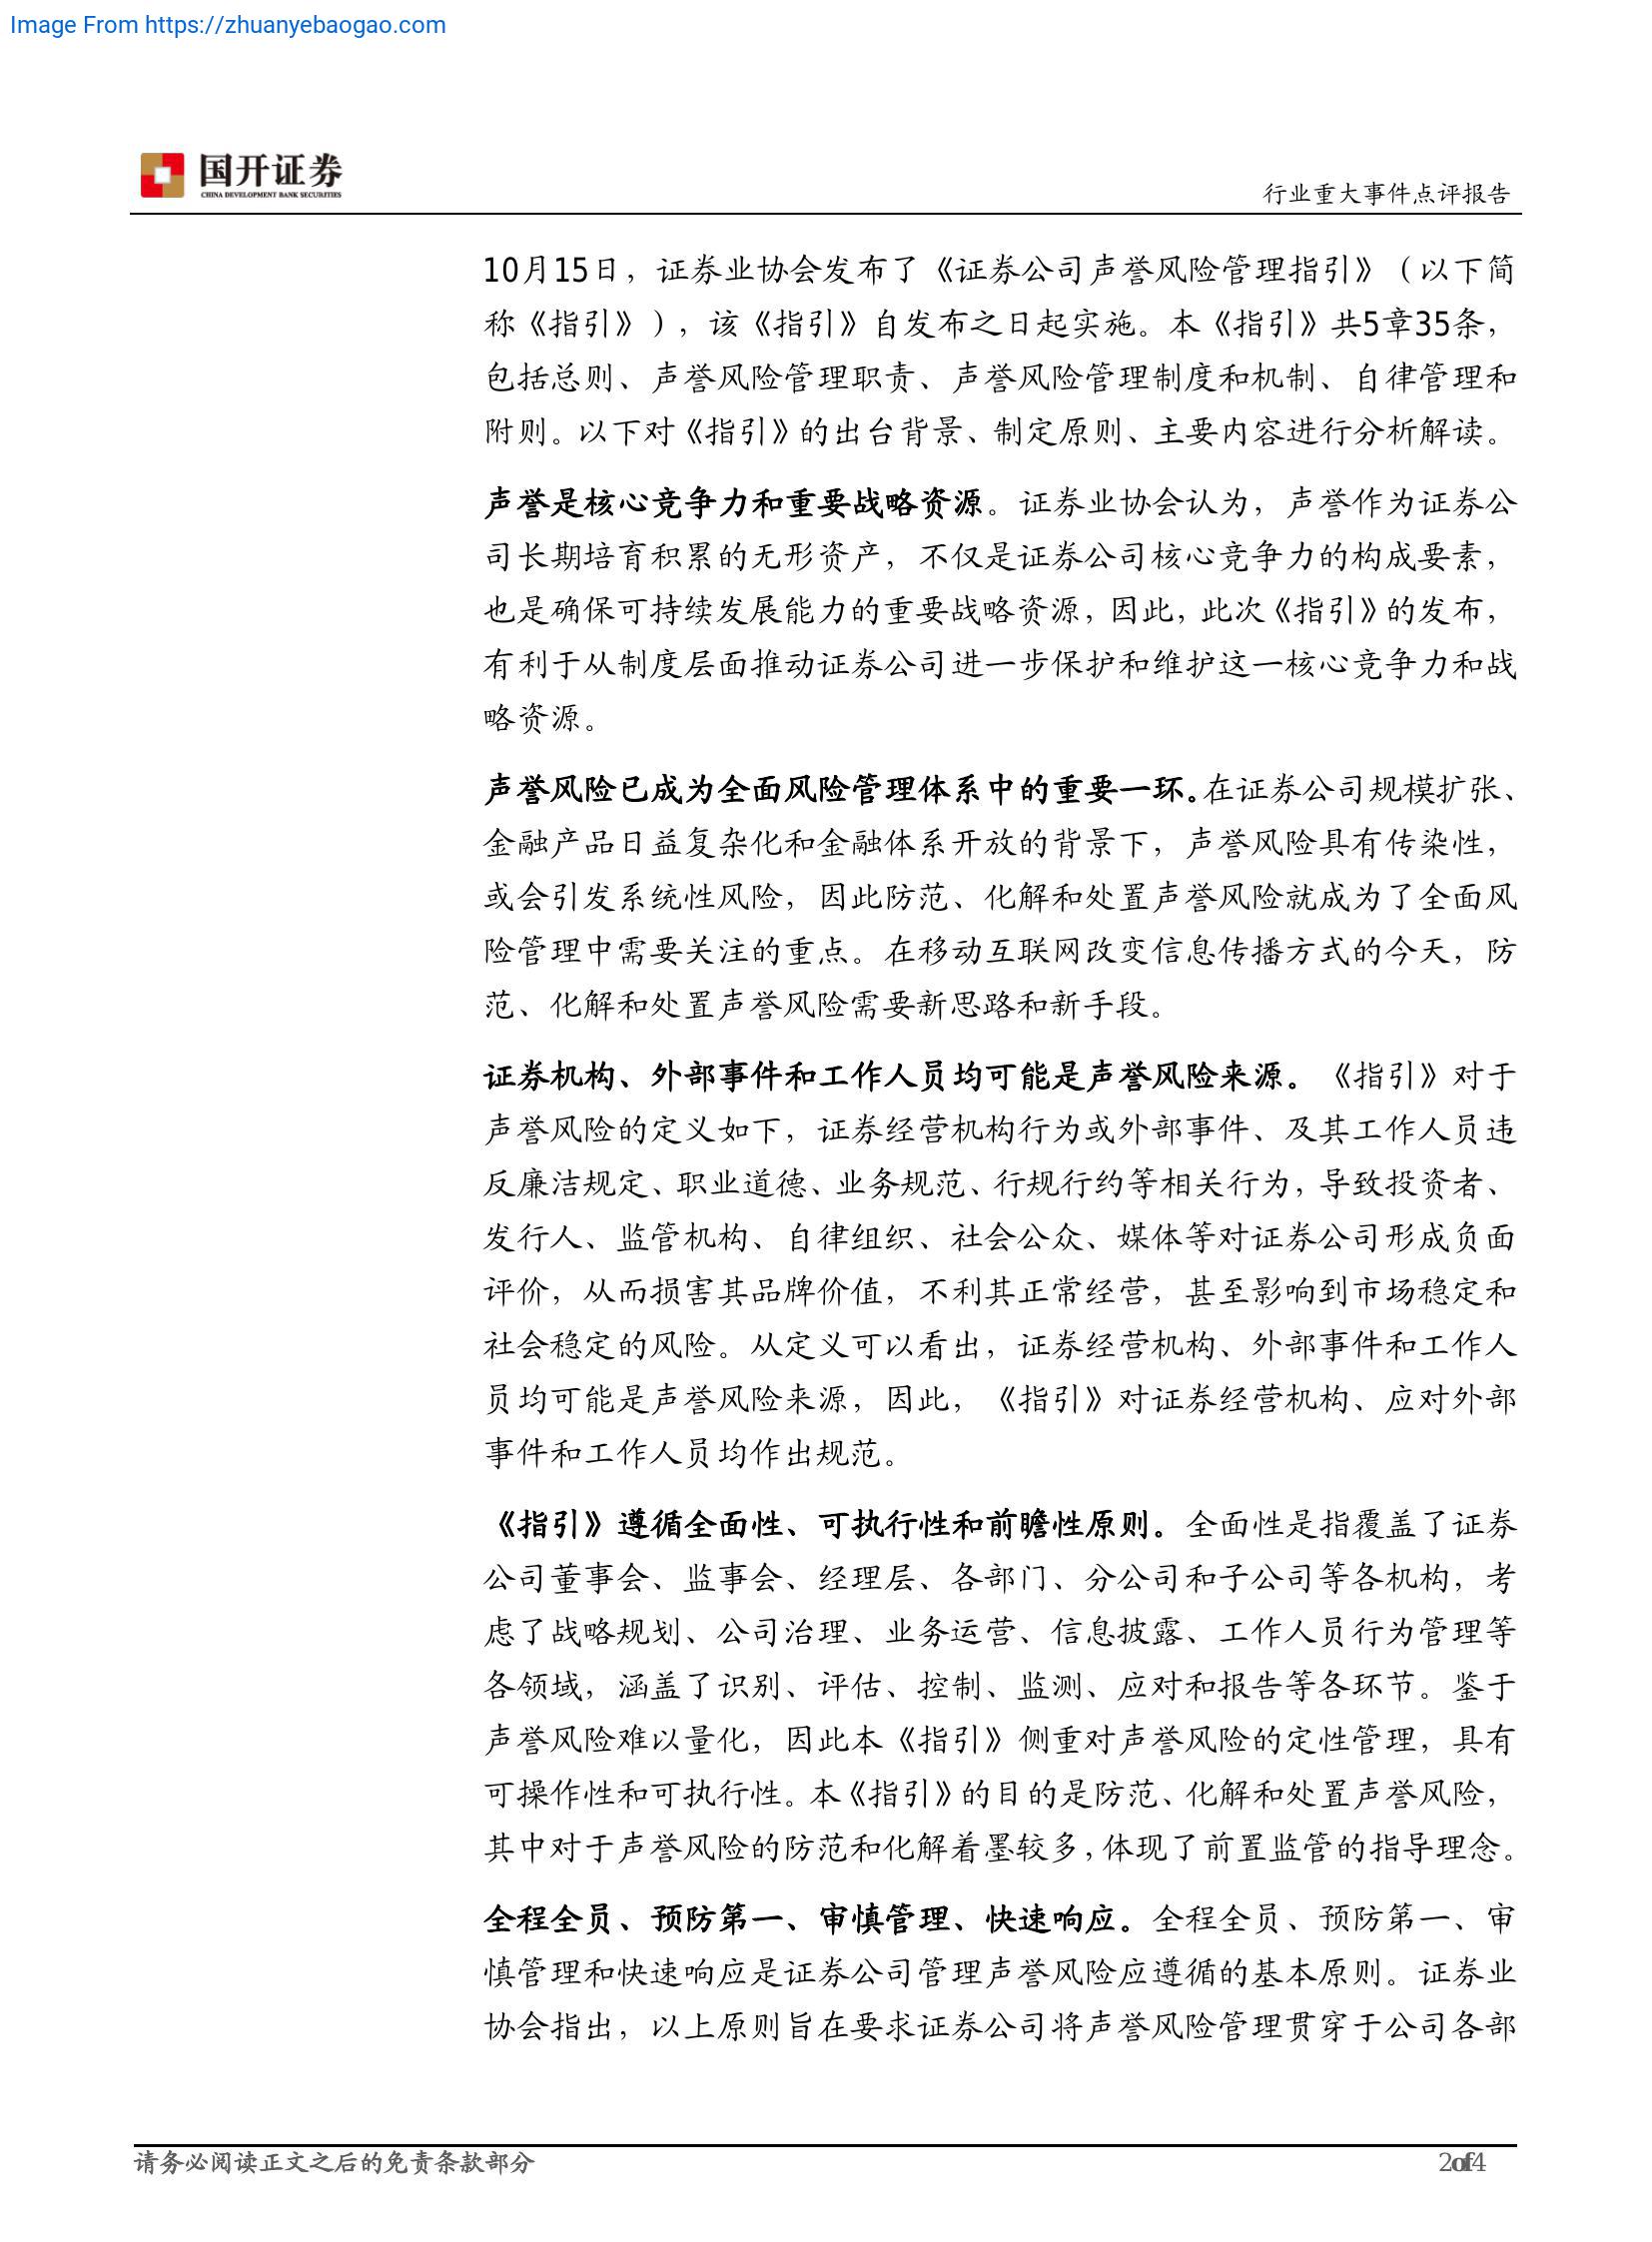 Image From https://zhuanyebaogao.com
国开证券
CHINA DEVELOPMENT BANK SECURITIES
行业重大事件点评报告
10月15日，证券业协会发布了《证券公司声誉风险管理指引》（以下简
称《指引》），该《指引》自发布之日起实施。本《指引》共5章35条，
包括总则、声誉风险管理职责、声誉风险管理制度和机制、自律管理和
附则。以下对《指引》的出台背景、制定原则、主要内容进行分析解读。
声誉是核心竞争力和重要战略资源。证券业协会认为，声誉作为证券公
司长期培育积累的无形资产，不仅是证券公司核心竞争力的构成要素，
也是确保可持续发展能力的重要战略资源，因此，此次《指引》的发布，
有利于从制度层面推动证券公司进一步保护和维护这一核心竞争力和战
略资源。
声誉风险已成为全面风险管理体系中的重要一环。在证券公司规模扩张、
金融产品日益复杂化和金融体系开放的背景下，声誉风险具有传染性，
或会引发系统性风险，因此防范、化解和处置声誉风险就成为了全面风
险管理中需要关注的重点。在移动互联网改变信息传播方式的今天，防
范、化解和处置声誉风险需要新思路和新手段。
证券机构、外部事件和工作人员均可能是声誉风险来源。《指引》对于
声誉风险的定义如下，证券经营机构行为或外部事件、及其工作人员违
反廉洁规定、职业道德、业务规范、行规行约等相关行为，导致投资者、
发行人、监管机构、自律组织、社会公众、媒体等对证券公司形成负面
评价，从而损害其品牌价值，不利其正常经营，甚至影响到市场稳定和
社会稳定的风险。从定义可以看出，证券经营机构、外部事件和工作人
员均可能是声誉风险来源，因此，《指引》对证券经营机构、应对外部
事件和工作人员均作出规范。
《指引》遵循全面性、可执行性和前瞻性原则。全面性是指覆盖了证券
公司董事会、监事会、经理层、各部门、分公司和子公司等各机构，考
虑了战略规划、公司治理、业务运营、信息披露、工作人员行为管理等
各领域，涵盖了识别、评估、控制、监测、应对和报告等各环节。鉴于
声誉风险难以量化，因此本《指引》侧重对声誉风险的定性管理，具有
可操作性和可执行性。本《指引》的目的是防范、化解和处置声誉风险，
其中对于声誉风险的防范和化解着墨较多，体现了前置监管的指导理念。
全程全员、预防第一、审慎管理、快速响应。全程全员、预防第一、审
慎管理和快速响应是证券公司管理声誉风险应遵循的基本原则。证券业
协会指出，以上原则旨在要求证券公司将声誉风险管理贯穿于公司各部
请务必阅读正文之后的免责条款部分
2of4